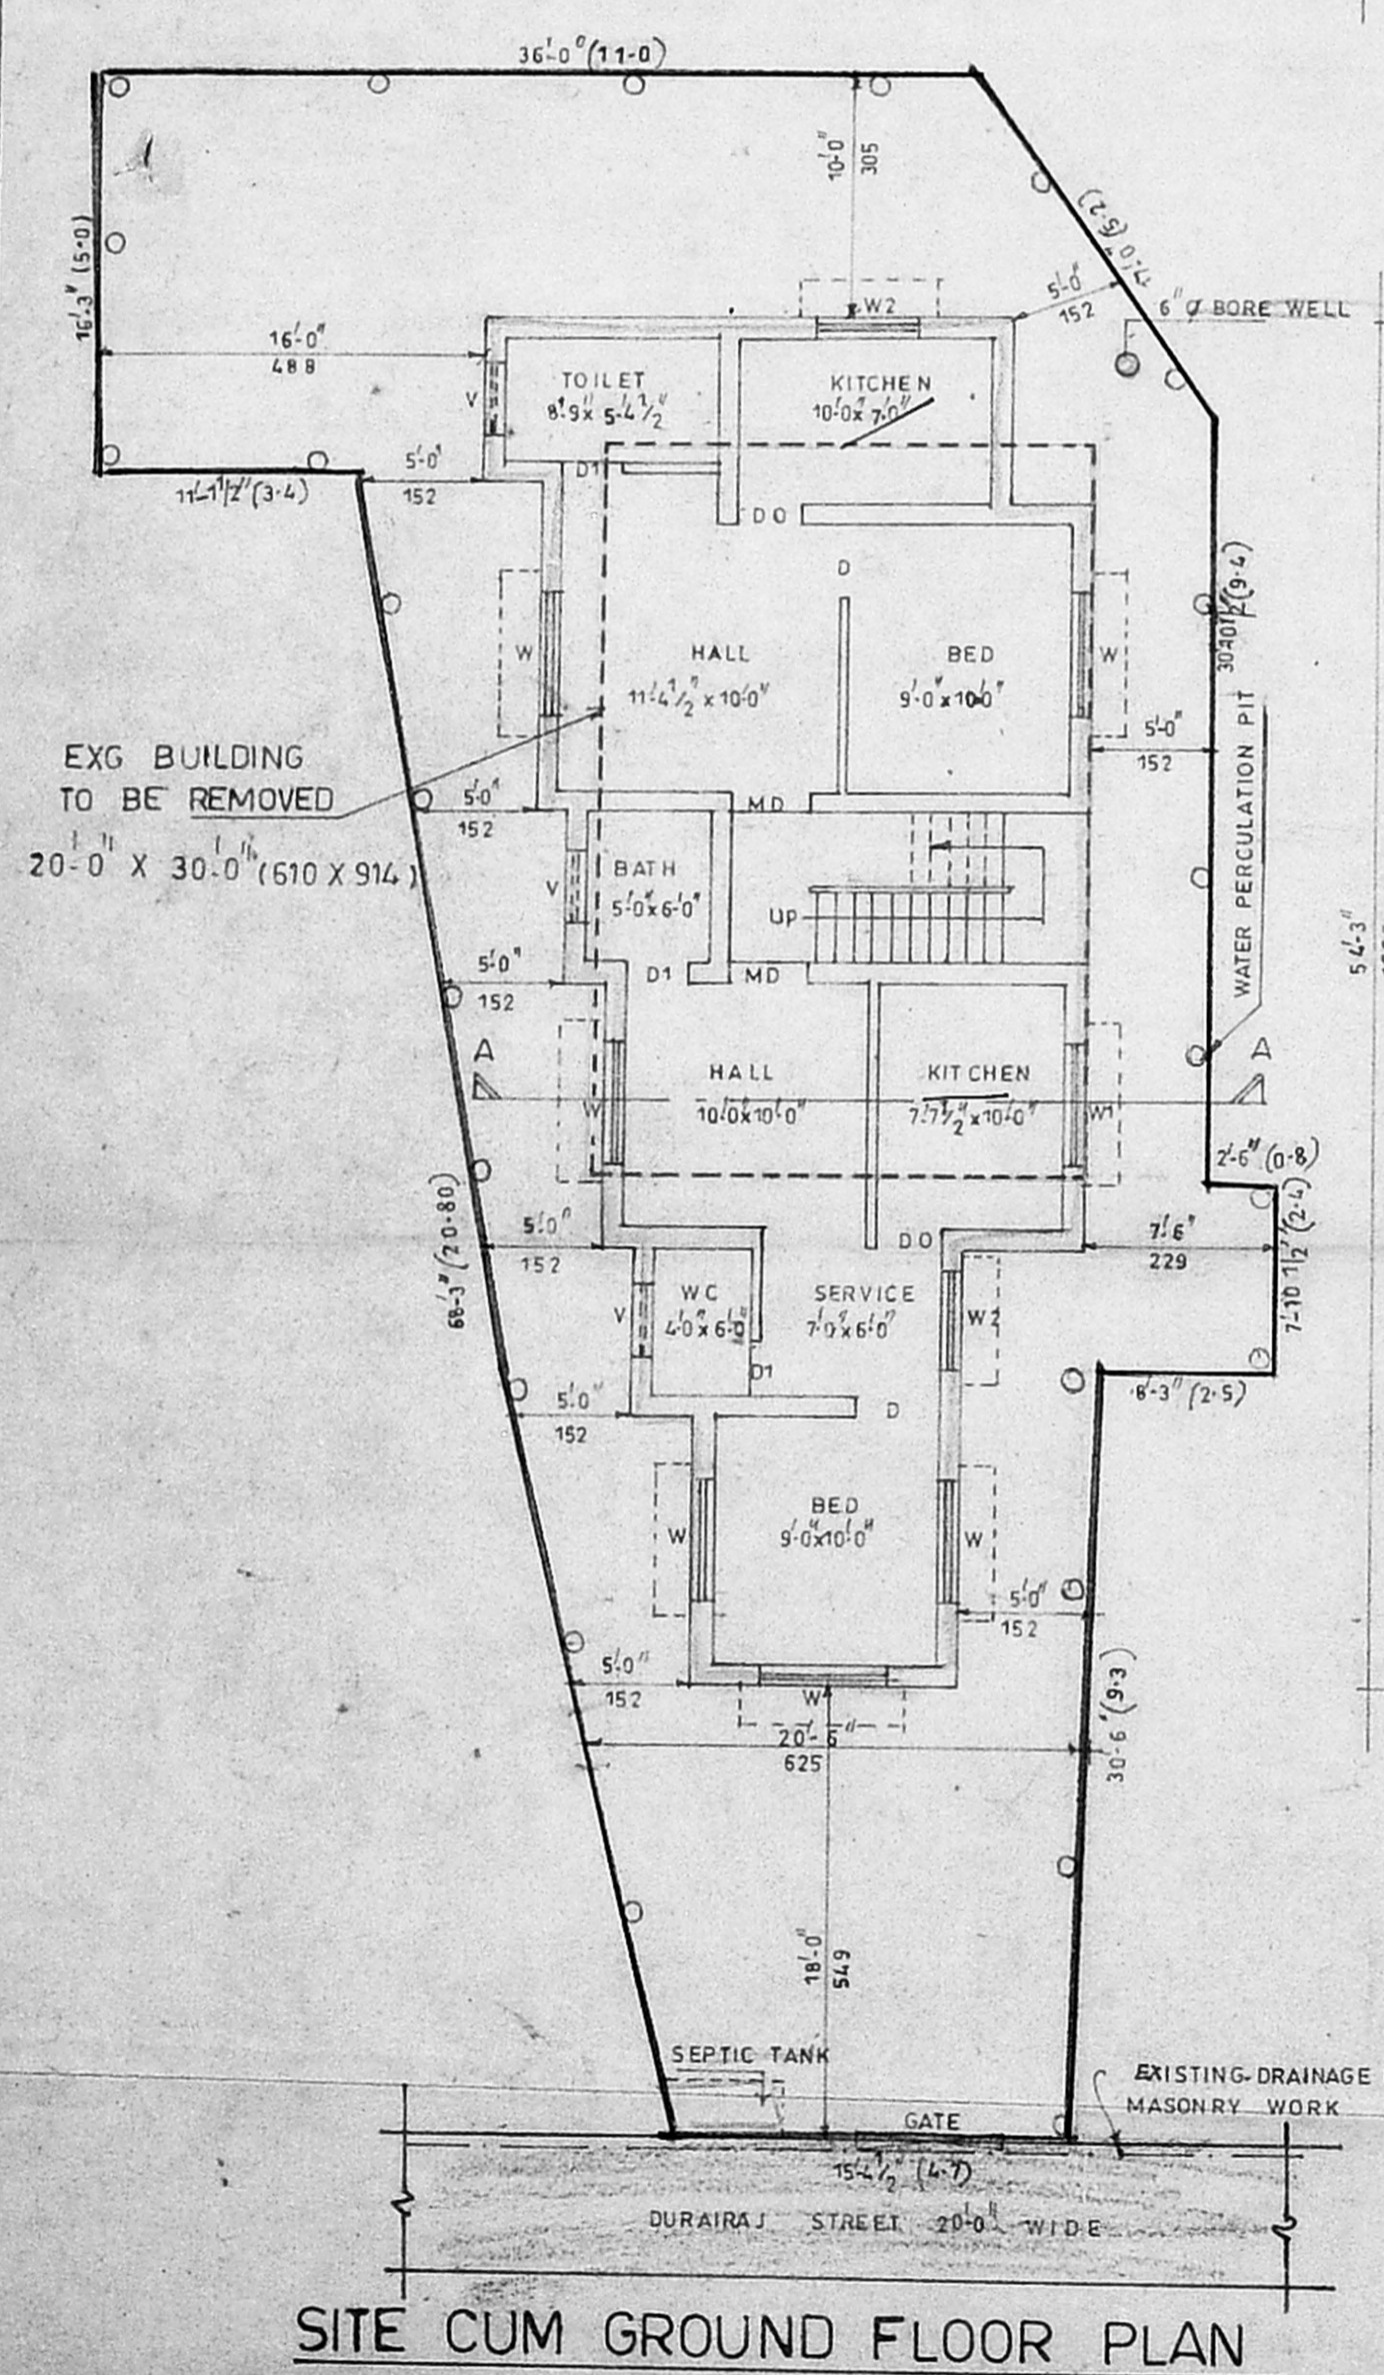 36'-0" (11-0)
10'-0"
305
16'-3" (5-0)
17'-0" (5-2)
5'-0"
152
6" Ø BORE WELL
16'-0"
488
W2
TOILET
8'-9" x 5'-4 1/2"
KITCHEN
10'-0" x 7'-0"
V
11'-1 1/2" (3-4)
5'-0"
152
D1
DO
D
W
HALL
11'-4 1/2" x 10'-0"
BED
9'-0" x 10'-0"
W
5'-0"
152
WATER PERCULATION PIT
54'-3"
EXG BUILDING
TO BE REMOVED
20'-0" X 30'-0" (610 X 914)
5'-0"
152
MD
BATH
5'-0" x 6'-0"
V
UP
5'-0"
152
D1
MD
A
A
HALL
10'-0" x 10'-0"
KITCHEN
7'-7 1/2" x 10'-0"
W
W1
2'-6" (0-8)
68'-3" (20-80)
5'-0"
152
DO
7'-6"
229
7'-10 1/2" (2-4)
V
WC
4'-0" x 6'-0"
SERVICE
7'-0" x 6'-0"
W2
D1
8'-3" (2-5)
5'-0"
152
D
BED
9'-0" x 10'-0"
W
W
5'-0"
152
5'-0"
152
W
20'-6"
625
30'-6" (9-3)
18'-0"
549
SEPTIC TANK
GATE
EXISTING DRAINAGE
MASONRY WORK
15'-4 1/2" (4-7)
DURAIRAJ STREET 20'-0" WIDE
SITE CUM GROUND FLOOR PLAN